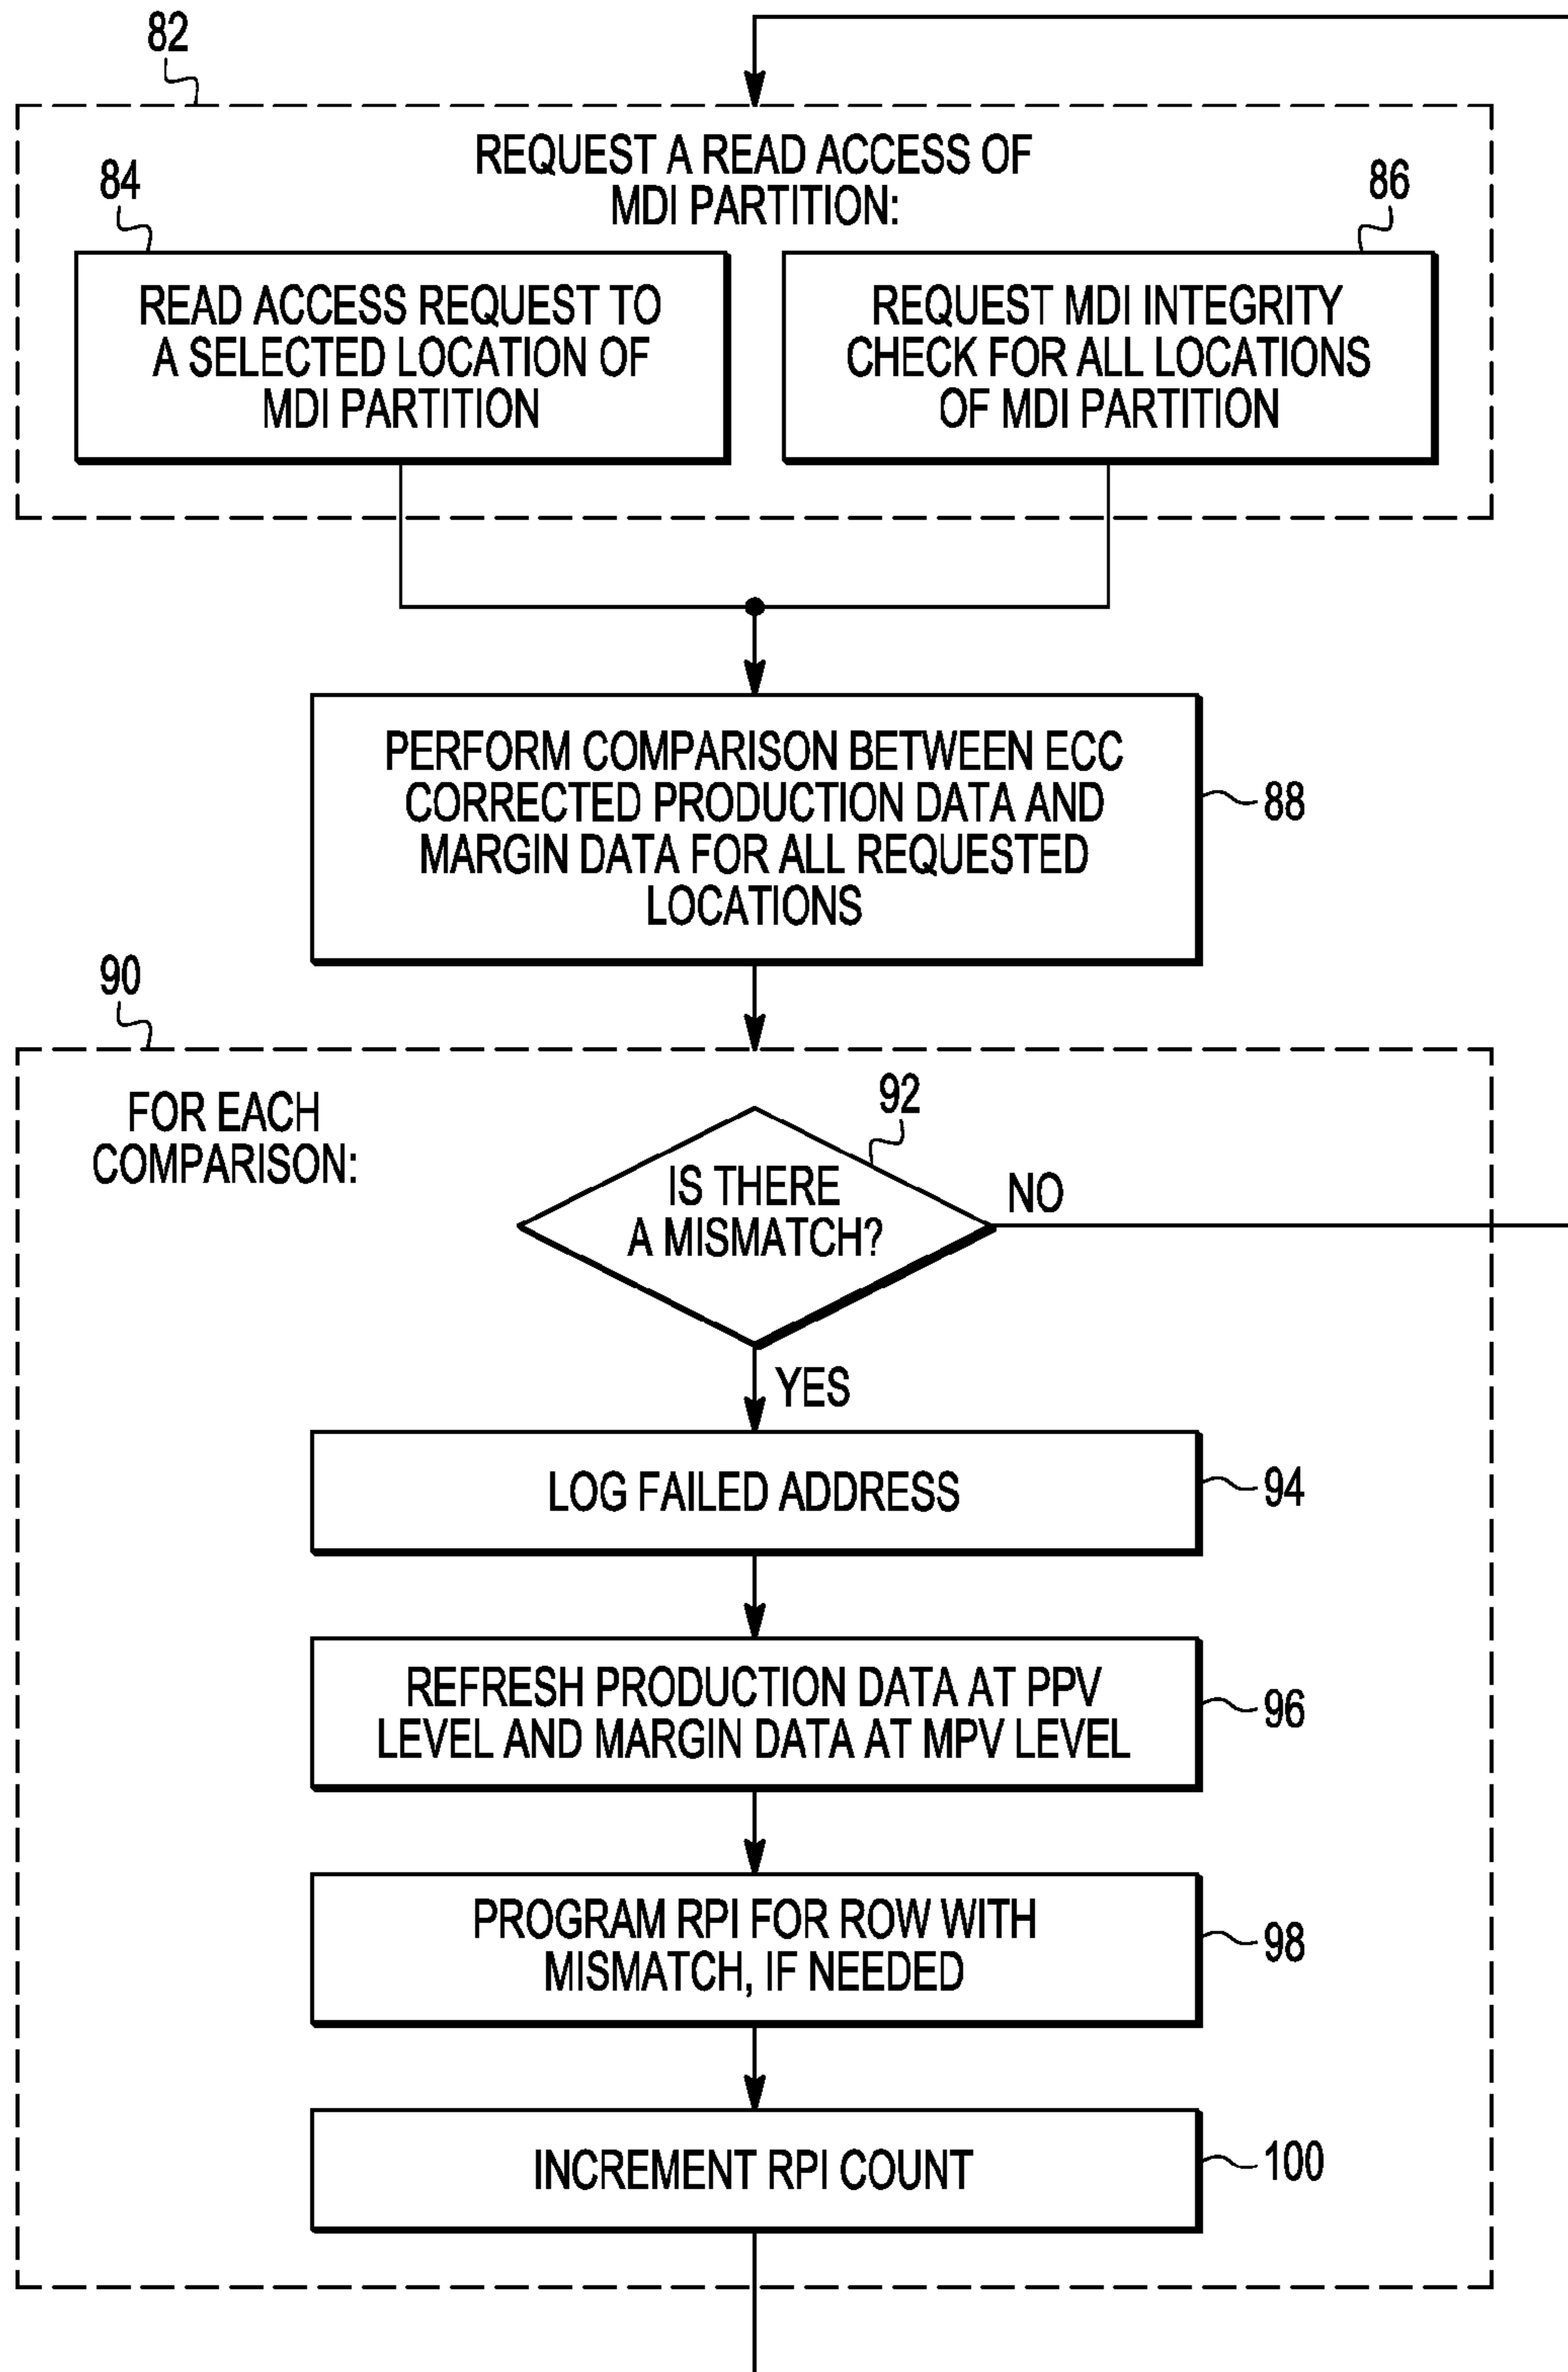 82
REQUEST A READ ACCESS OF
MDI PARTITION:
84
86
READ ACCESS REQUEST TO
A SELECTED LOCATION OF
MDI PARTITION
REQUEST MDI INTEGRITY
CHECK FOR ALL LOCATIONS
OF MDI PARTITION
PERFORM COMPARISON BETWEEN ECC
CORRECTED PRODUCTION DATA AND
MARGIN DATA FOR ALL REQUESTED
LOCATIONS
88
90
FOR EACH
COMPARISON:
92
IS THERE
A MISMATCH?
NO
YES
LOG FAILED ADDRESS
94
REFRESH PRODUCTION DATA AT PPV
LEVEL AND MARGIN DATA AT MPV LEVEL
96
PROGRAM RPI FOR ROW WITH
MISMATCH, IF NEEDED
98
INCREMENT RPI COUNT
100